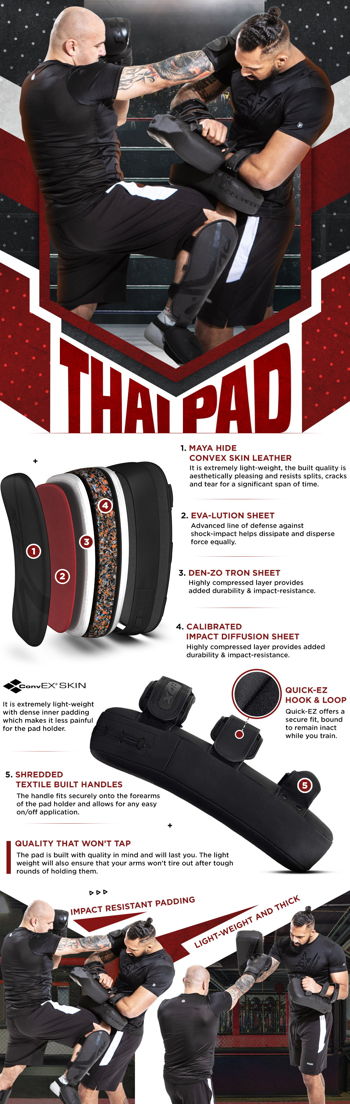 THAI PAD
1. MAYA HIDE
CONVEX SKIN LEATHER
It is extremely light-weight, the built quality is
aesthetically pleasing and resists splits, cracks
and tear for a significant span of time.
2. EVA-LUTION SHEET
Advanced line of defense against
shock-impact helps dissipate and disperse
force equally.
3. DEN-ZO TRON SHEET
Highly compressed layer provides
added durability & impact-resistance.
4. CALIBRATED
IMPACT DIFFUSION SHEET
Highly compressed layer provides added
durability & impact-resistance.
+
1
2
3
4
ConvEX® SKIN
It is extremely light-weight
with dense inner padding
which makes it less painful
for the pad holder.
QUICK-EZ
HOOK & LOOP
Quick-EZ offers a
secure fit, bound
to remain inact
while you train.
5
5. SHREDDED
TEXTILE BUILT HANDLES
The handle fits securely onto the forearms
of the pad holder and allows for any easy
on/off application.
+
QUALITY THAT WON'T TAP
The pad is built with quality in mind and will last you. The light
weight will also ensure that your arms won't tire out after tough
rounds of holding them.
IMPACT RESISTANT PADDING
LIGHT-WEIGHT AND THICK